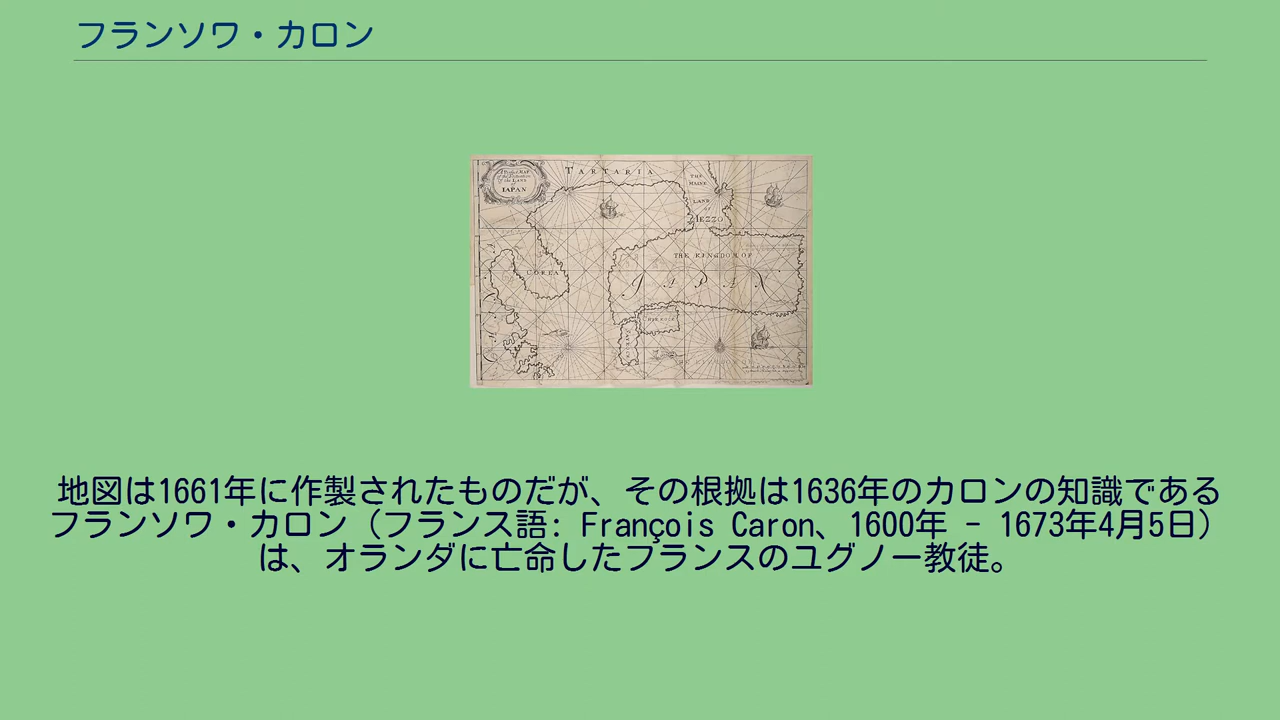 フランソワ・カロン
TARTARIA
IAPAN
THE
MAINE
LAND
OF
IEZZO
THE KINGDOM OF
COREA
IAPAN
地図は1661年に作製されたものだが、その根拠は1636年のカロンの知識である
フランソワ・カロン（フランス語: François Caron、1600年 - 1673年4月5日）
は、オランダに亡命したフランスのユグノー教徒。